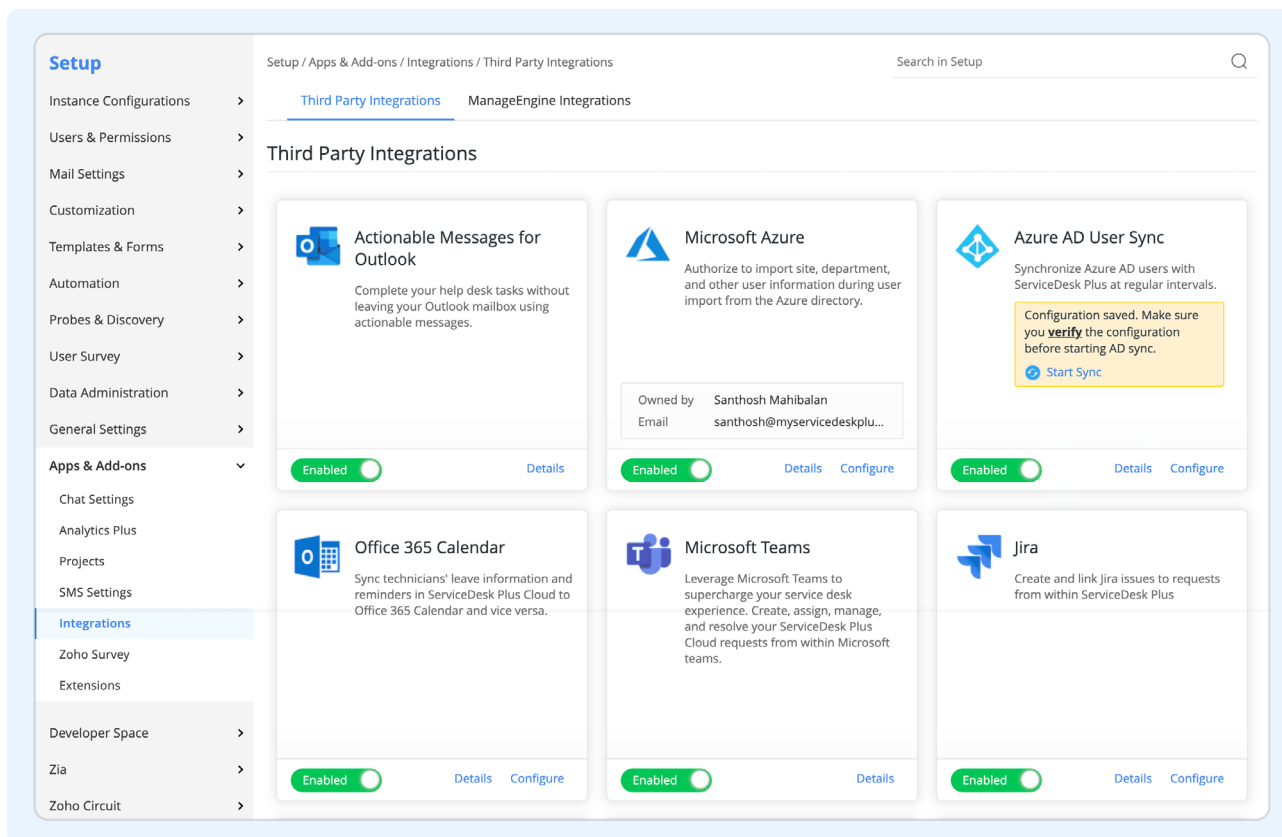 Setup
Instance Configurations
Users & Permissions
Mail Settings
Customization
Templates & Forms
Automation
Probes & Discovery
User Survey
Data Administration
General Settings
Apps & Add-ons
Chat Settings
Analytics Plus
Projects
SMS Settings
Integrations
Zoho Survey
Extensions
Developer Space
Zia
Zoho Circuit
Setup / Apps & Add-ons / Integrations / Third Party Integrations
Search in Setup
Third Party Integrations
ManageEngine Integrations
Third Party Integrations
Actionable Messages for
Outlook
Complete your help desk tasks without
leaving your Outlook mailbox using
actionable messages.
Enabled
Details
Microsoft Azure
Authorize to import site, department,
and other user information during user
import from the Azure directory.
Owned by Santhosh Mahibalan
Email santhosh@myservicedeskplu...
Enabled
Details Configure
Azure AD User Sync
Synchronize Azure AD users with
ServiceDesk Plus at regular intervals.
Configuration saved. Make sure
you verify the configuration
before starting AD sync.
Start Sync
Enabled
Details Configure
Office 365 Calendar
Sync technicians' leave information and
reminders in ServiceDesk Plus Cloud to
Office 365 Calendar and vice versa.
Enabled
Details Configure
Microsoft Teams
Leverage Microsoft Teams to
supercharge your service desk
experience. Create, assign, manage,
and resolve your ServiceDesk Plus
Cloud requests from within Microsoft
teams.
Enabled
Details
Jira
Create and link Jira issues to requests
from within ServiceDesk Plus
Enabled
Details Configure